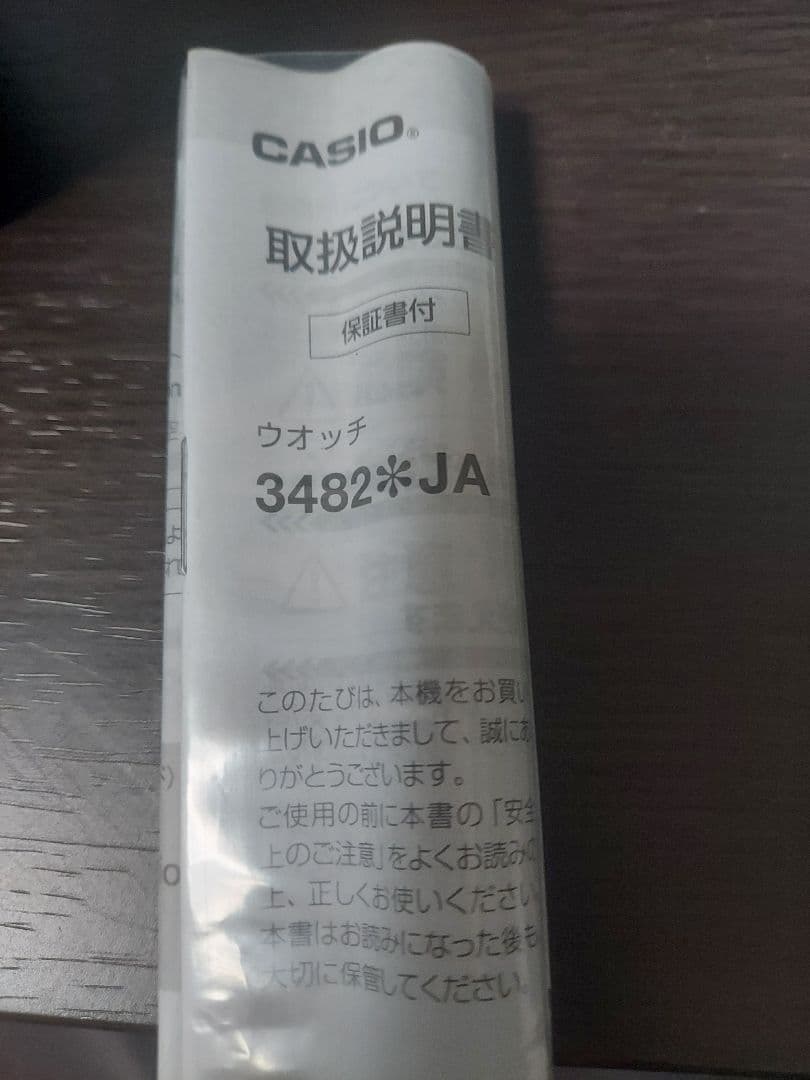 CASIO®
取扱説明書
保証書付
ウオッチ
3482＊JA
このたびは、本機をお買い
上げいただきまして、誠にあ
りがとうございます。
ご使用の前に本書の「安全
上のご注意」をよくお読みの
上、正しくお使いください
本書はお読みになった後も
大切に保管してください。